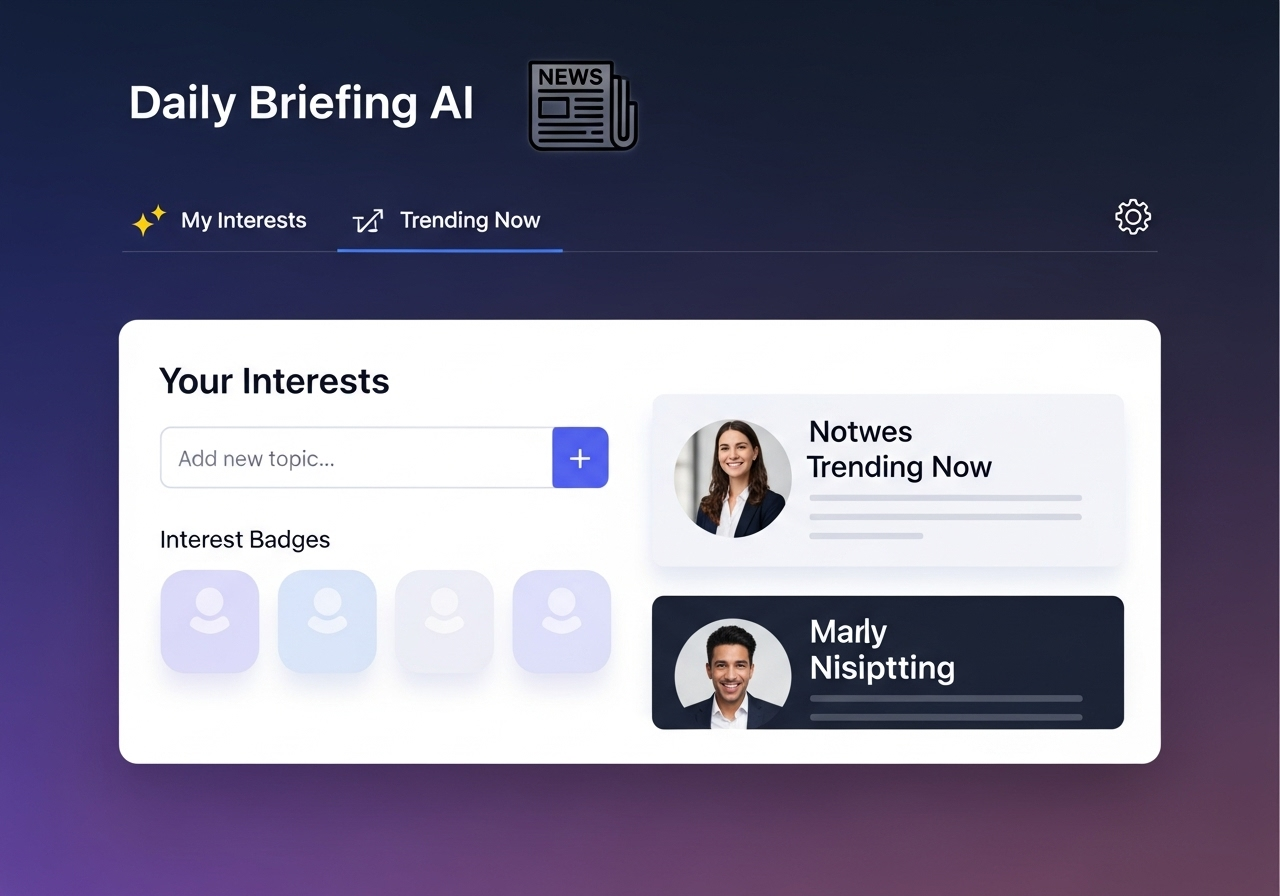 Daily Briefing AI
NEWS
My Interests
Trending Now
Your Interests
Add new topic...
Interest Badges
Notwes
Trending Now
Marly
Nisiptting